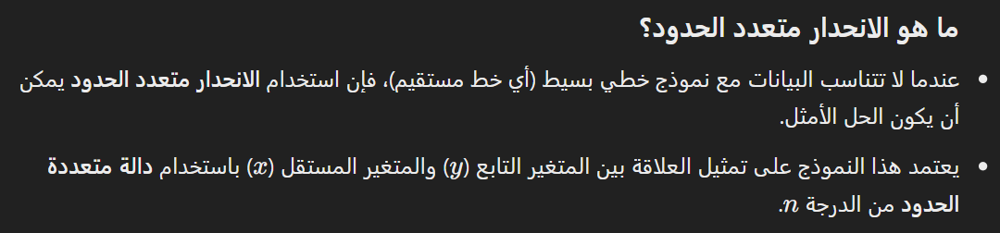 ما هو الانحدار متعدد الحدود؟
• عندما لا تتناسب البيانات مع نموذج خطي بسيط (أي خط مستقيم)، فإن استخدام الانحدار متعدد الحدود يمكن
أن يكون الحل الأمثل.
• يعتمد هذا النموذج على تمثيل العلاقة بين المتغير التابع (y) والمتغير المستقل (x) باستخدام دالة متعددة
الحدود من الدرجة n.